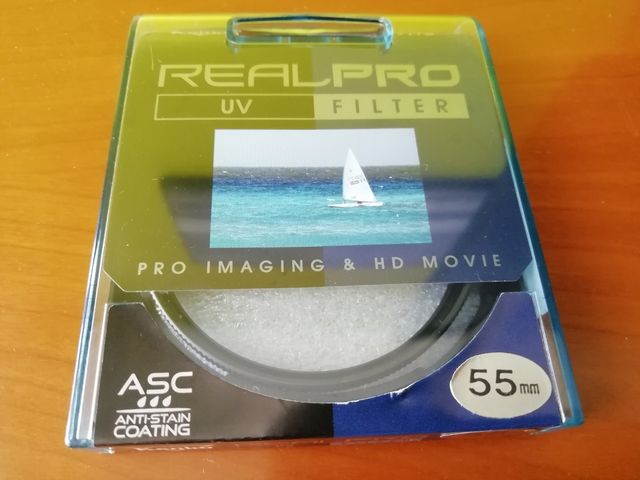 REALPRO
UV FILTER
PRO IMAGING & HD MOVIE
ASC
ANTI-STAIN
COATING
55mm